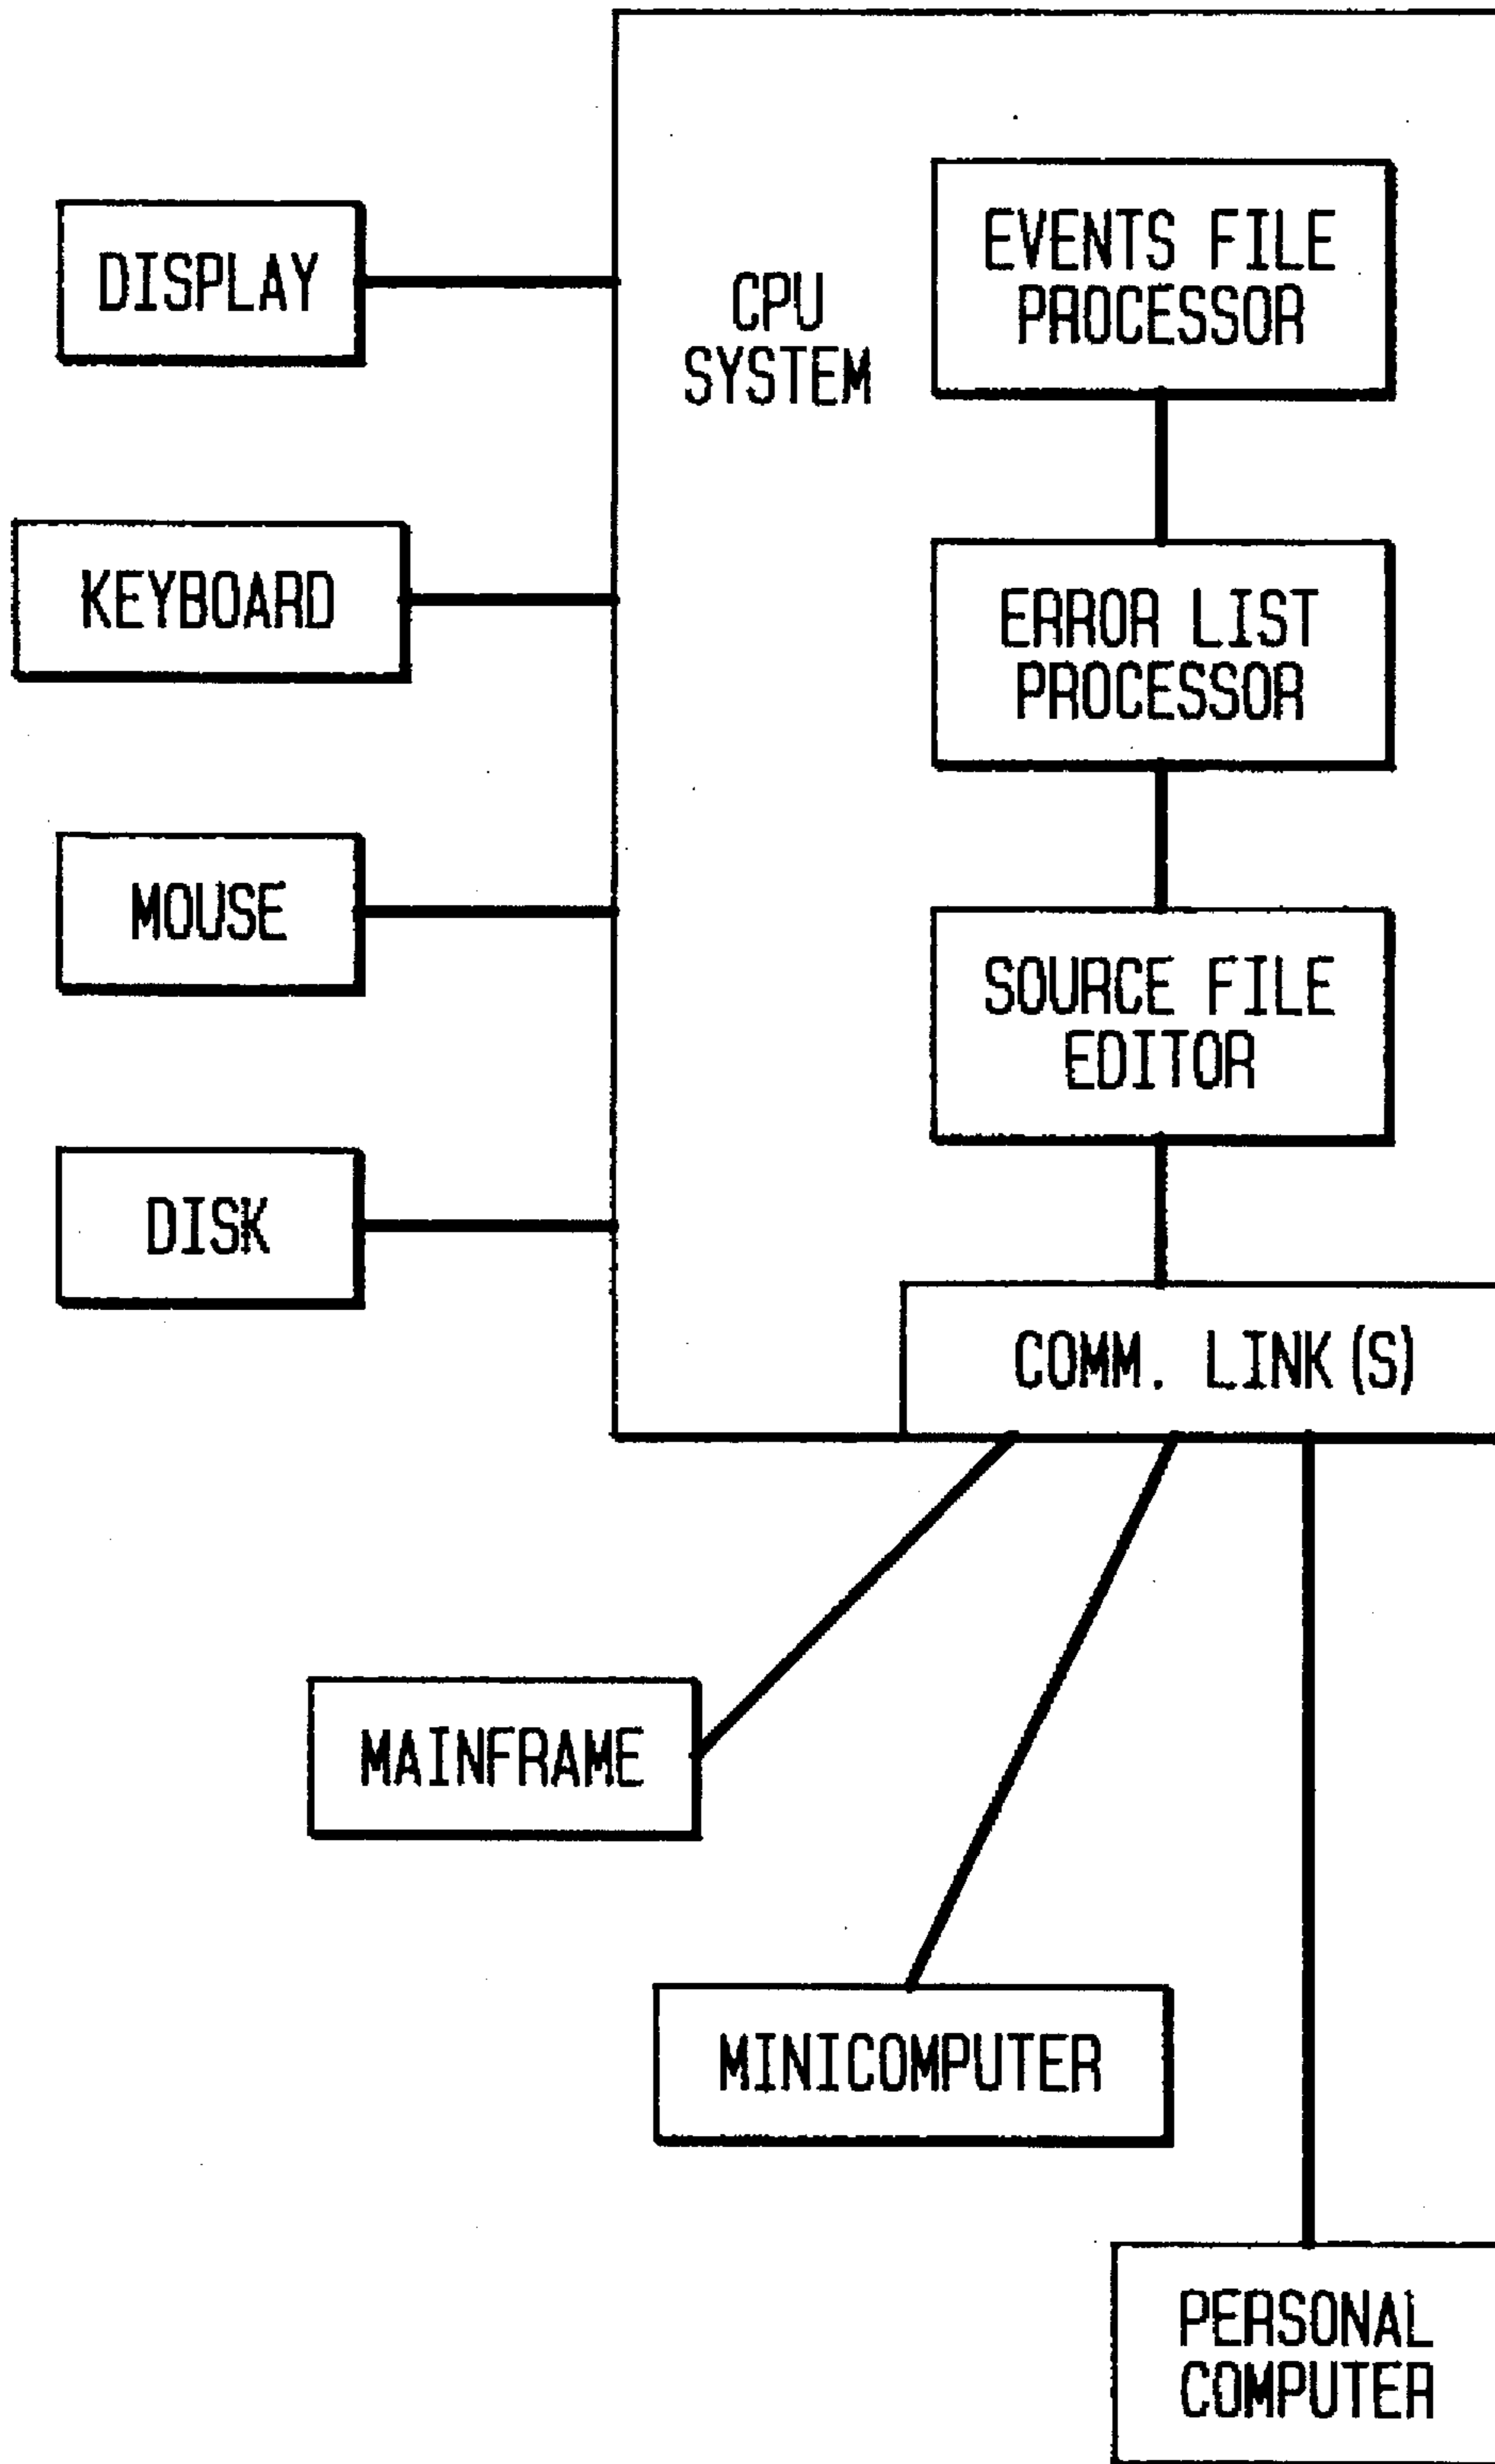 DISPLAY
CPU
SYSTEM
EVENTS FILE
PROCESSOR
KEYBOARD
ERROR LIST
PROCESSOR
MOUSE
SOURCE FILE
EDITOR
DISK
COMM. LINK(S)
MAINFRAME
MINICOMPUTER
PERSONAL
COMPUTER